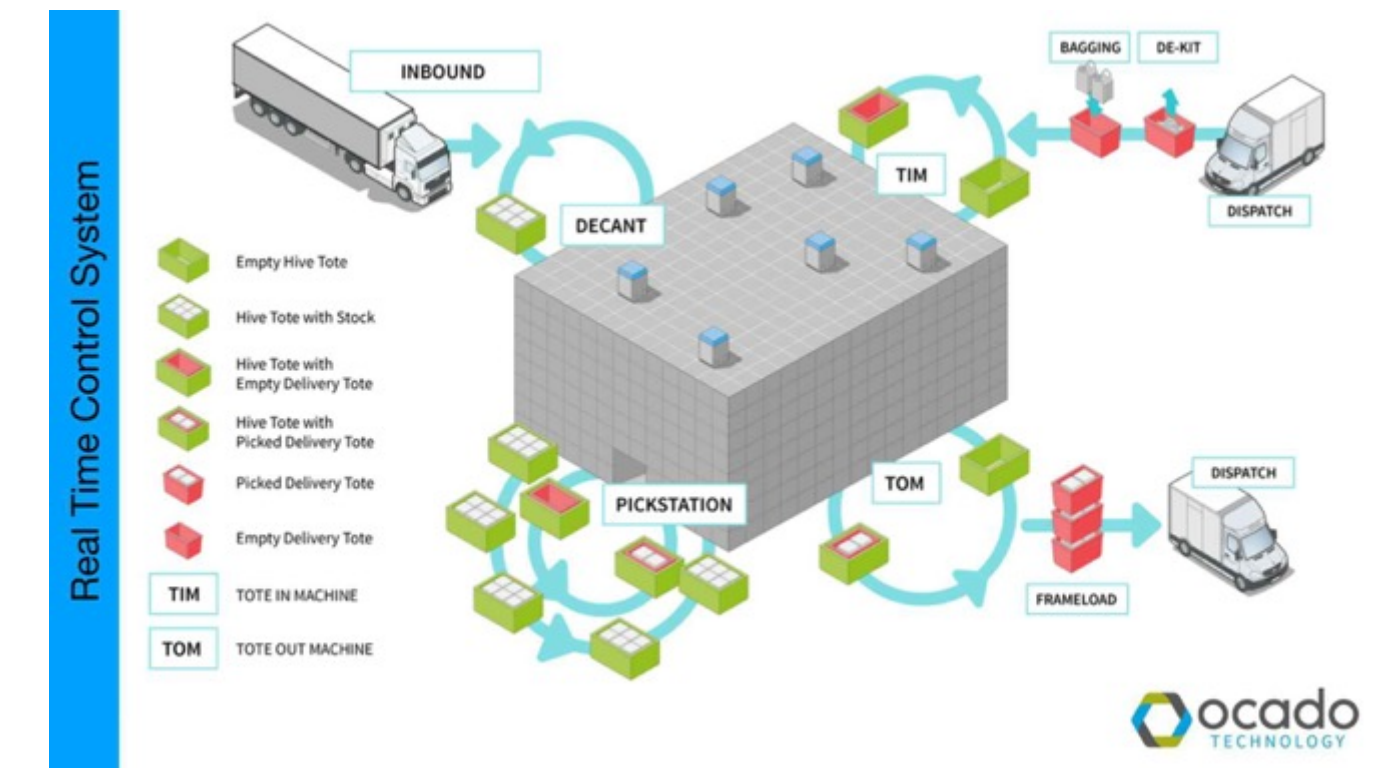 Real Time Control System
INBOUND
BAGGING
DE-KIT
TIM
DISPATCH
DECANT
Empty Hive Tote
Hive Tote with Stock
Hive Tote with
Empty Delivery Tote
Hive Tote with
Picked Delivery Tote
Picked Delivery Tote
Empty Delivery Tote
TIM TOTE IN MACHINE
TOM TOTE OUT MACHINE
PICKSTATION
TOM
DISPATCH
FRAMELOAD
ocado
TECHNOLOGY